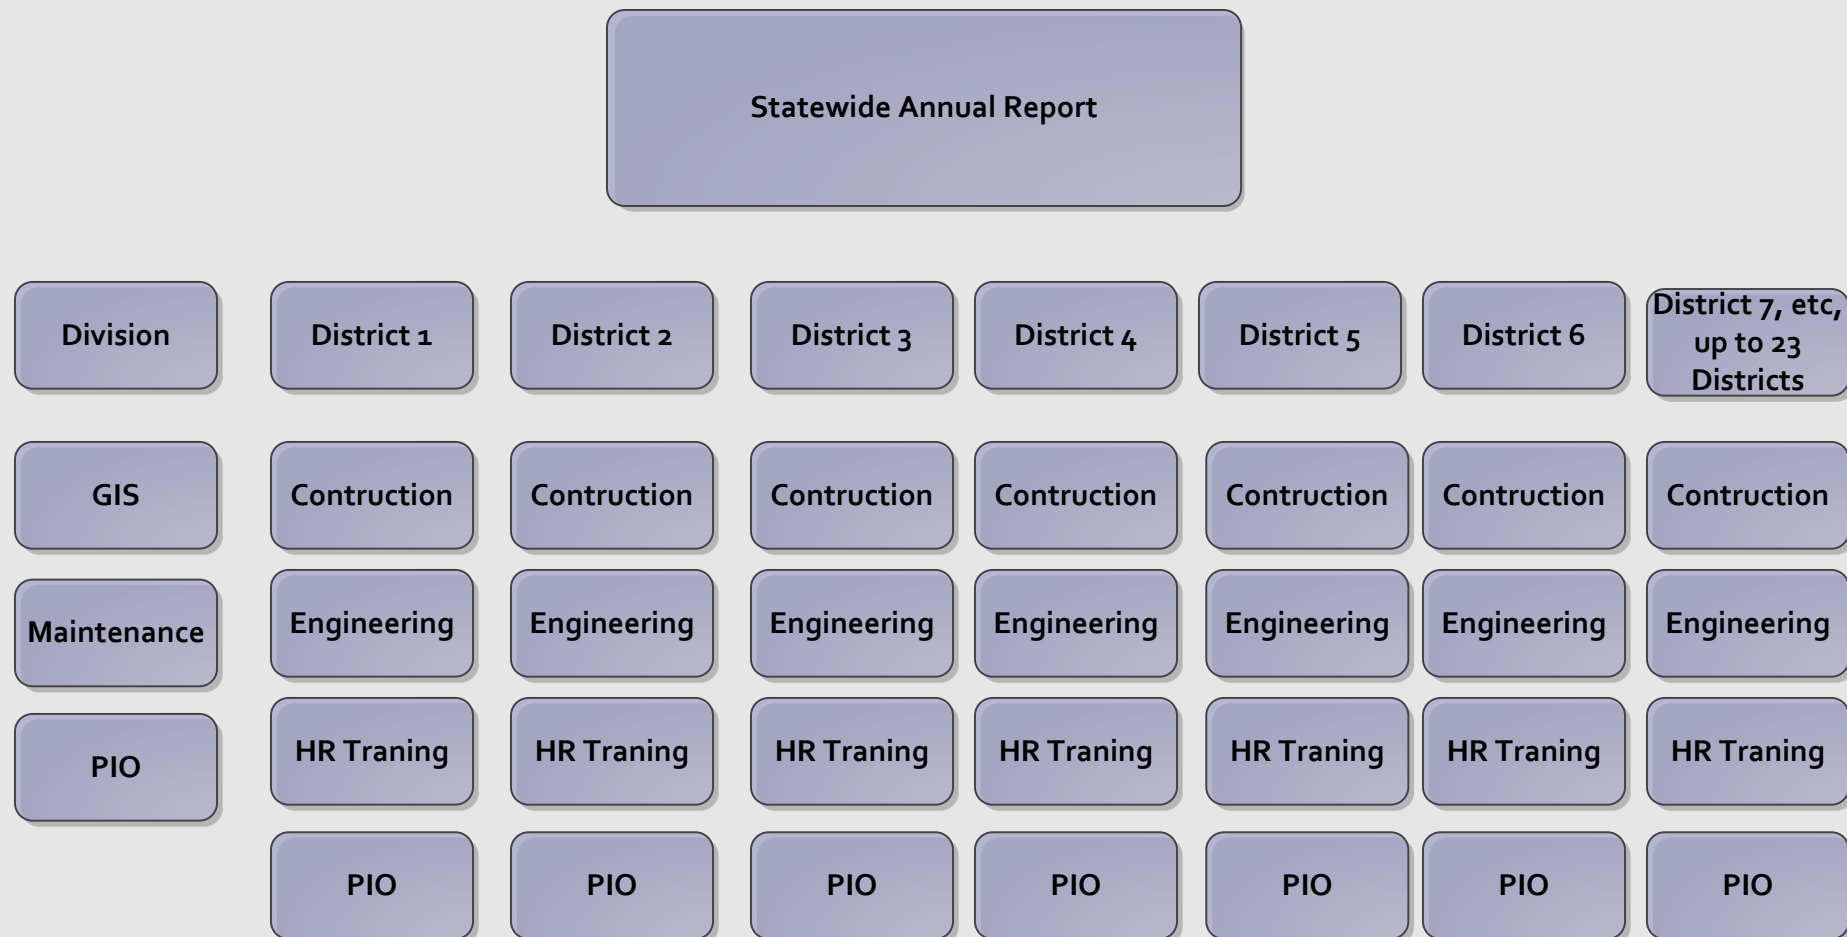 Statewide Annual Report
Division
District 1
District 2
District 3
District 4
District 5
District 6
District 7, etc,
up to 23
Districts
GIS
Contruction
Contruction
Contruction
Contruction
Contruction
Contruction
Contruction
Maintenance
Engineering
Engineering
Engineering
Engineering
Engineering
Engineering
Engineering
PIO
HR Traning
HR Traning
HR Traning
HR Traning
HR Traning
HR Traning
HR Traning
PIO
PIO
PIO
PIO
PIO
PIO
PIO